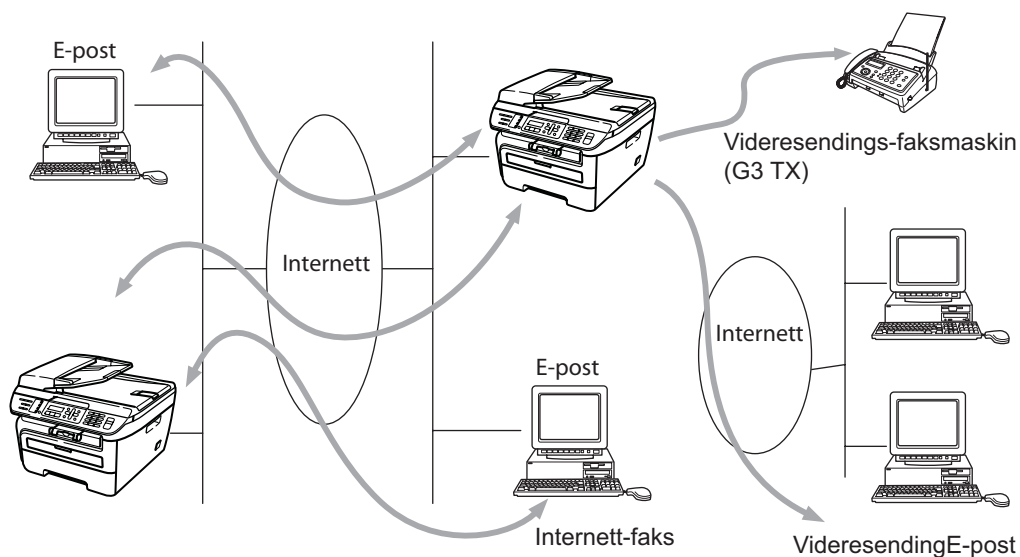 E-post
Videresendings-faksmaskin
(G3 TX)
Internett
Internett
E-post
Internett-faks
VideresendingE-post